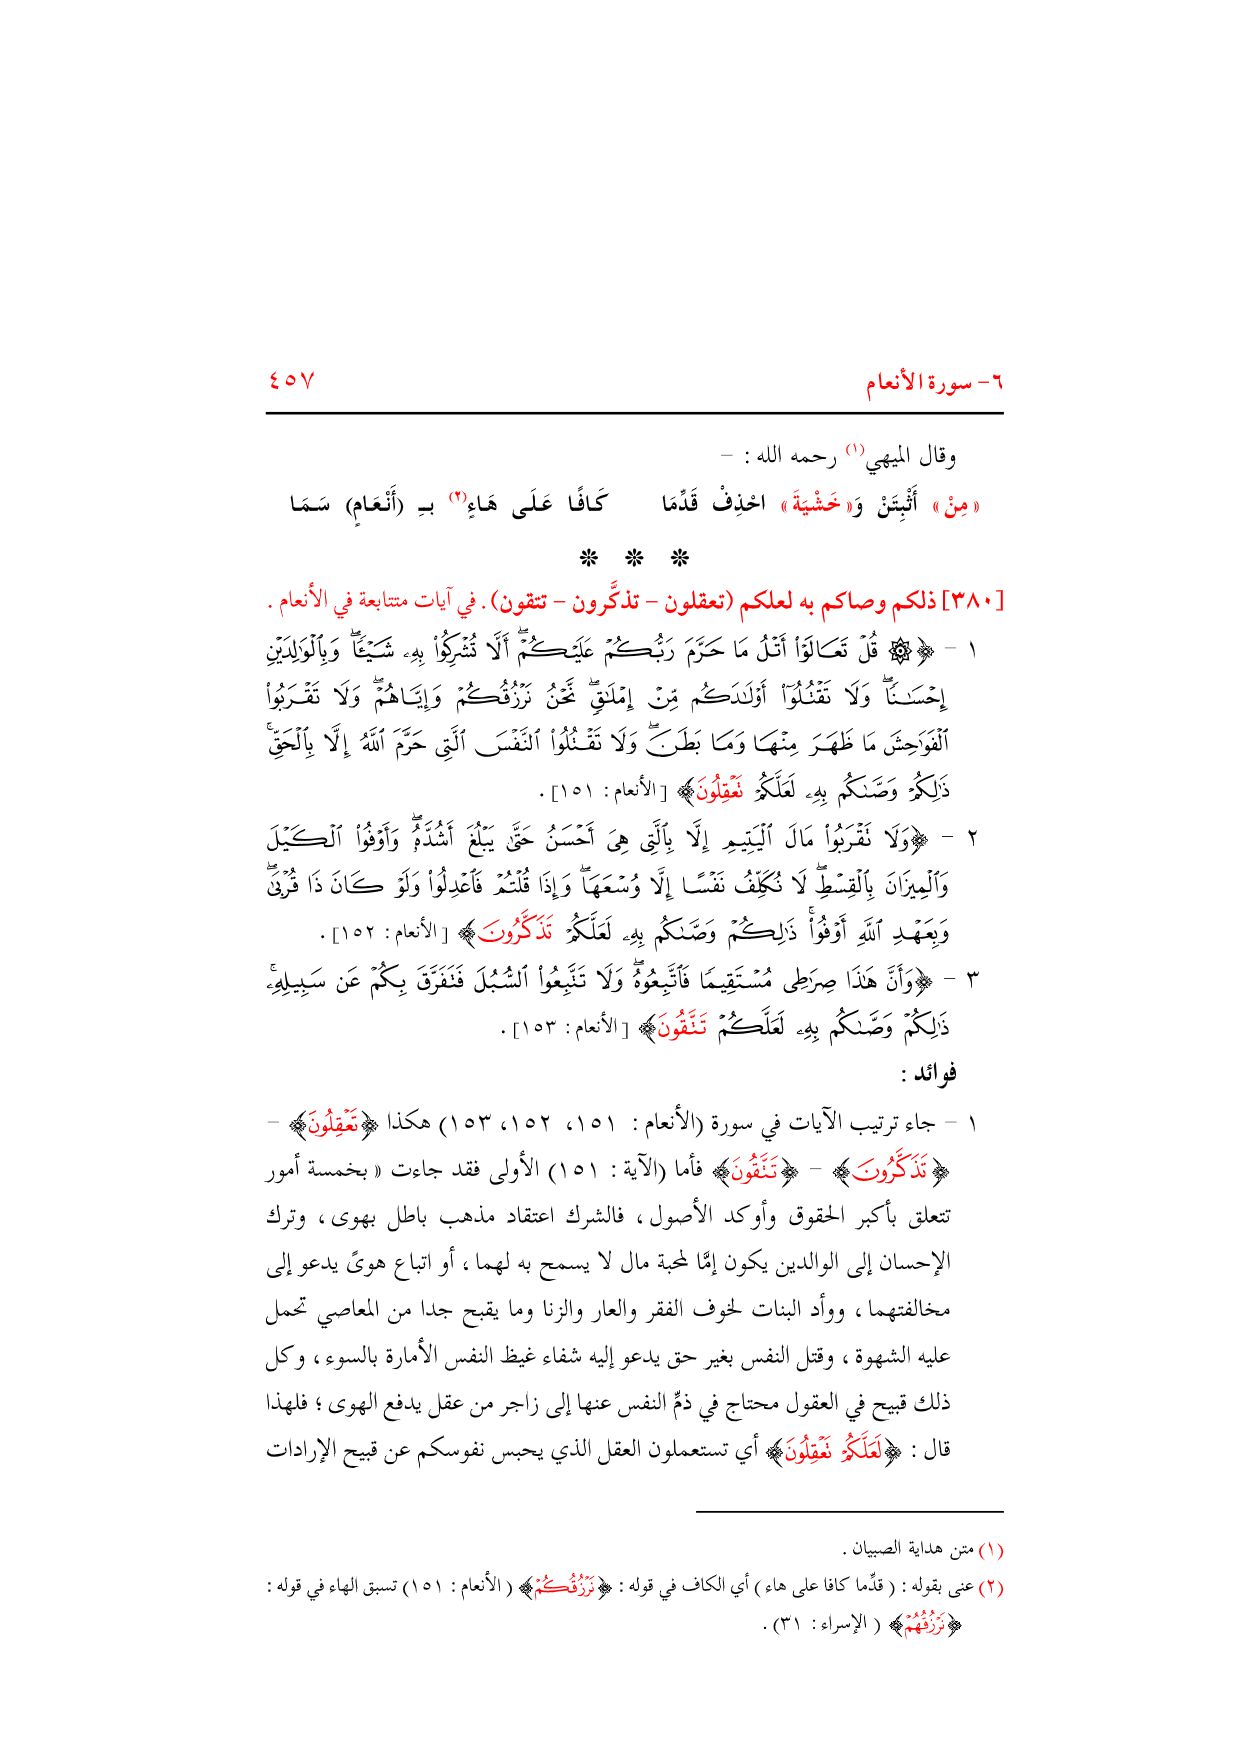 ٦- سورة الأنعام ٤٥٧
وقال الميهي(١) رحمه الله : –
«مِنْ» أَثْبِتَنْ وَ«خَشْيَةَ» احْذِفْ قَدِّمَا كَافًا عَلَى هَاءٍ(٢) بـِ (أَنْعَامٍ) سَمَا
❊ ❊ ❊
[٣٨٠] ذلكم وصاكم به لعلكم (تعقلون – تذكَّرون – تتقون). في آيات متتابعة في الأنعام .
١ – ﴿۞ قُلْ تَعَالَوْا۟ أَتْلُ مَا حَرَّمَ رَبُّكُمْ عَلَيْكُمْ ۖ أَلَّا تُشْرِكُوا۟ بِهِۦ شَيْـًٔا ۖ وَبِٱلْوَٰلِدَيْنِ
إِحْسَـٰنًا ۖ وَلَا تَقْتُلُوٓا۟ أَوْلَـٰدَكُم مِّنْ إِمْلَـٰقٍ ۖ نَّحْنُ نَرْزُقُكُمْ وَإِيَّاهُمْ ۖ وَلَا تَقْرَبُوا۟
ٱلْفَوَٰحِشَ مَا ظَهَرَ مِنْهَا وَمَا بَطَنَ ۖ وَلَا تَقْتُلُوا۟ ٱلنَّفْسَ ٱلَّتِى حَرَّمَ ٱللَّهُ إِلَّا بِٱلْحَقِّ ۚ
ذَٰلِكُمْ وَصَّىٰكُم بِهِۦ لَعَلَّكُمْ تَعْقِلُونَ﴾ [الأنعام: ١٥١].
٢ – ﴿وَلَا تَقْرَبُوا۟ مَالَ ٱلْيَتِيمِ إِلَّا بِٱلَّتِى هِىَ أَحْسَنُ حَتَّىٰ يَبْلُغَ أَشُدَّهُۥ ۖ وَأَوْفُوا۟ ٱلْكَيْلَ
وَٱلْمِيزَانَ بِٱلْقِسْطِ ۖ لَا نُكَلِّفُ نَفْسًا إِلَّا وُسْعَهَا ۖ وَإِذَا قُلْتُمْ فَٱعْدِلُوا۟ وَلَوْ كَانَ ذَا قُرْبَىٰ ۖ
وَبِعَهْدِ ٱللَّهِ أَوْفُوا۟ ۚ ذَٰلِكُمْ وَصَّىٰكُم بِهِۦ لَعَلَّكُمْ تَذَكَّرُونَ﴾ [الأنعام: ١٥٢].
٣ – ﴿وَأَنَّ هَـٰذَا صِرَٰطِى مُسْتَقِيمًا فَٱتَّبِعُوهُ ۖ وَلَا تَتَّبِعُوا۟ ٱلسُّبُلَ فَتَفَرَّقَ بِكُمْ عَن سَبِيلِهِۦ ۚ
ذَٰلِكُمْ وَصَّىٰكُم بِهِۦ لَعَلَّكُمْ تَتَّقُونَ﴾ [الأنعام: ١٥٣].
فوائد :
١ – جاء ترتيب الآيات في سورة (الأنعام: ١٥١، ١٥٢، ١٥٣) هكذا ﴿تَعْقِلُونَ﴾ –
﴿تَذَكَّرُونَ﴾ – ﴿تَتَّقُونَ﴾ فأما (الآية : ١٥١) الأولى فقد جاءت « بخمسة أمور
تتعلق بأكبر الحقوق وأوكد الأصول ، فالشرك اعتقاد مذهب باطل بهوى ، وترك
الإحسان إلى الوالدين يكون إمَّا لمحبة مال لا يسمح به لهما ، أو اتباع هوىً يدعو إلى
مخالفتهما ، ووأد البنات لخوف الفقر والعار والزنا وما يقبح جدا من المعاصي تحمل
عليه الشهوة ، وقتل النفس بغير حق يدعو إليه شفاء غيظ النفس الأمارة بالسوء ، وكل
ذلك قبيح في العقول محتاج في ذمِّ النفس عنها إلى زاجر من عقل يدفع الهوى ؛ فلهذا
قال : ﴿لَعَلَّكُمْ تَعْقِلُونَ﴾ أي تستعملون العقل الذي يحبس نفوسكم عن قبيح الإرادات
(١) متن هداية الصبيان .
(٢) عنى بقوله : ( قدِّما كافا على هاء ) أي الكاف في قوله : ﴿نَرْزُقُكُمْ﴾ ( الأنعام : ١٥١) تسبق الهاء في قوله :
﴿نَرْزُقُهُمْ﴾ ( الإسراء : ٣١) .